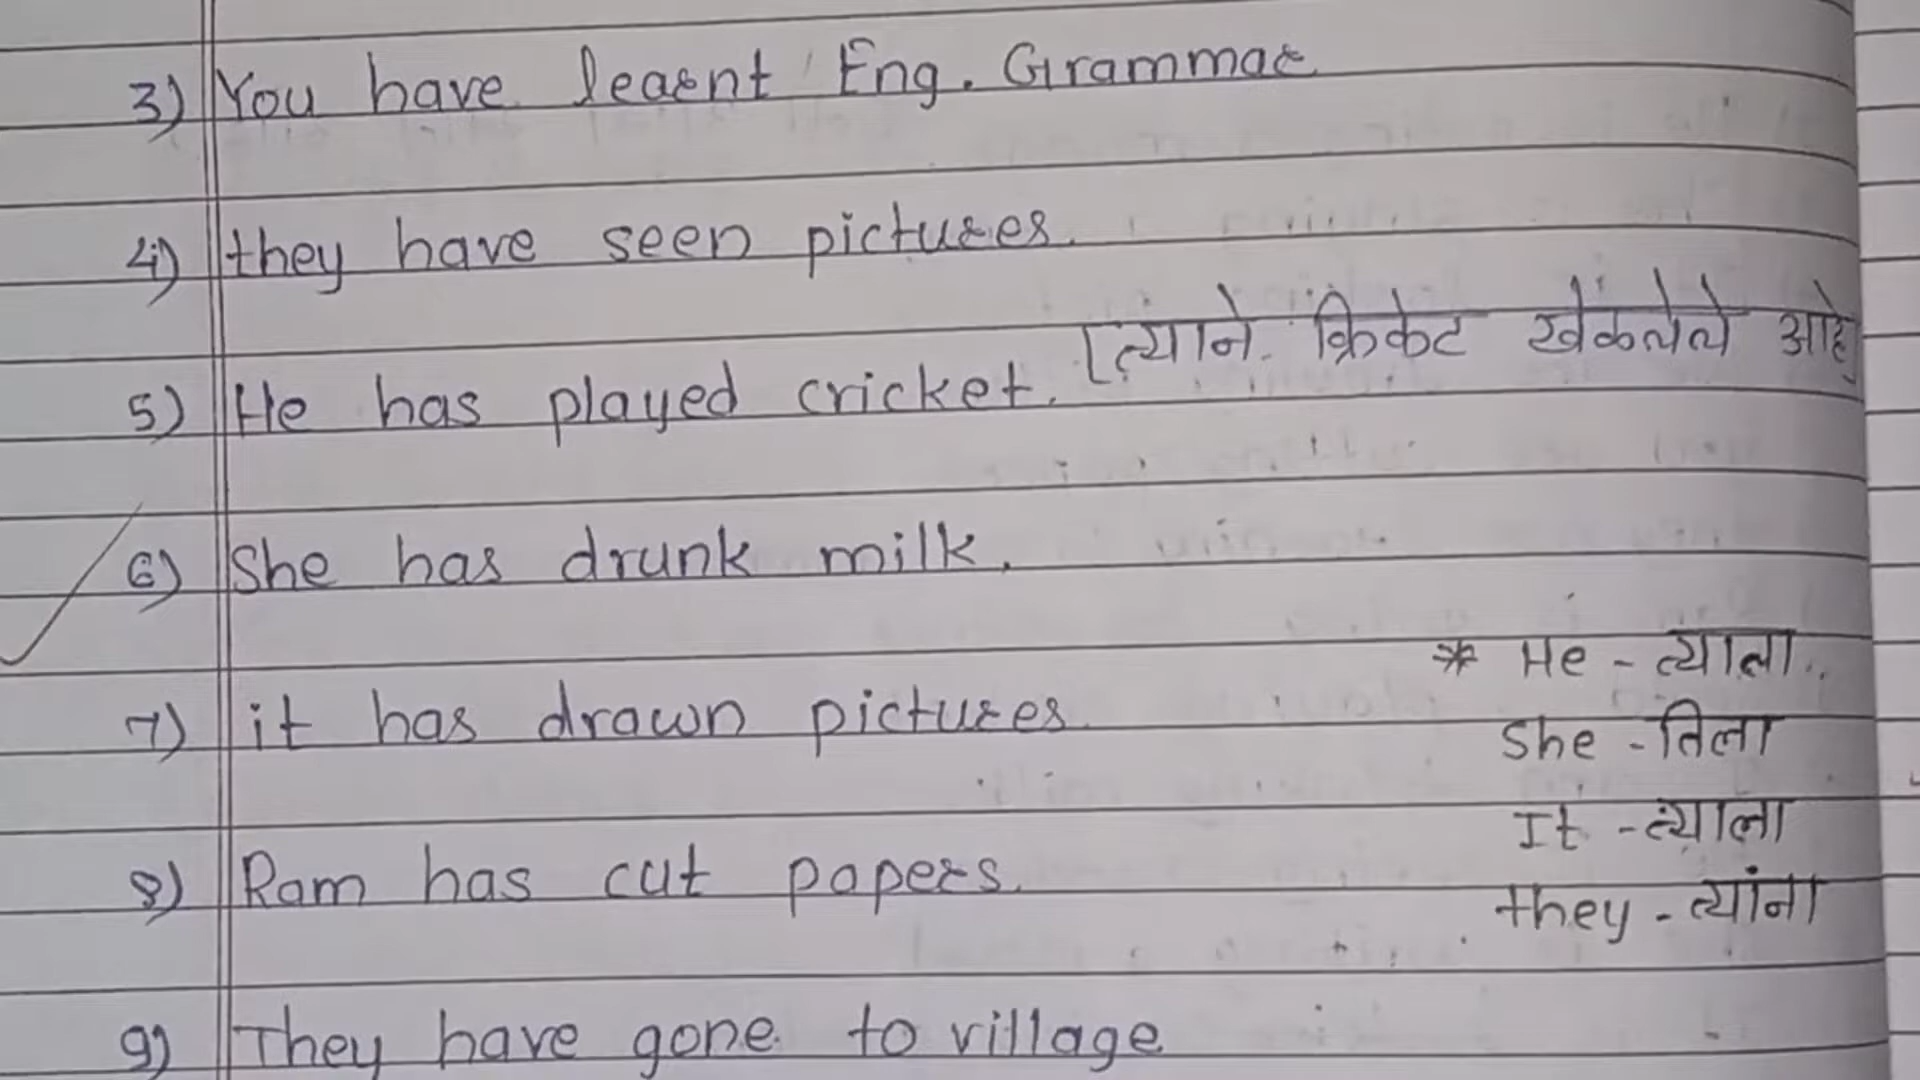 3) You have learnt Eng. Grammar
4) they have seen pictures.
[त्याने क्रिकेट खेळलेले आहे]
5) He has played cricket.
6) She has drunk milk.
* He - त्याला.
7) it has drawn pictures.
She - तिला
It - त्याला
8) Ram has cut papers.
they - त्यांना
9) They have gone to village